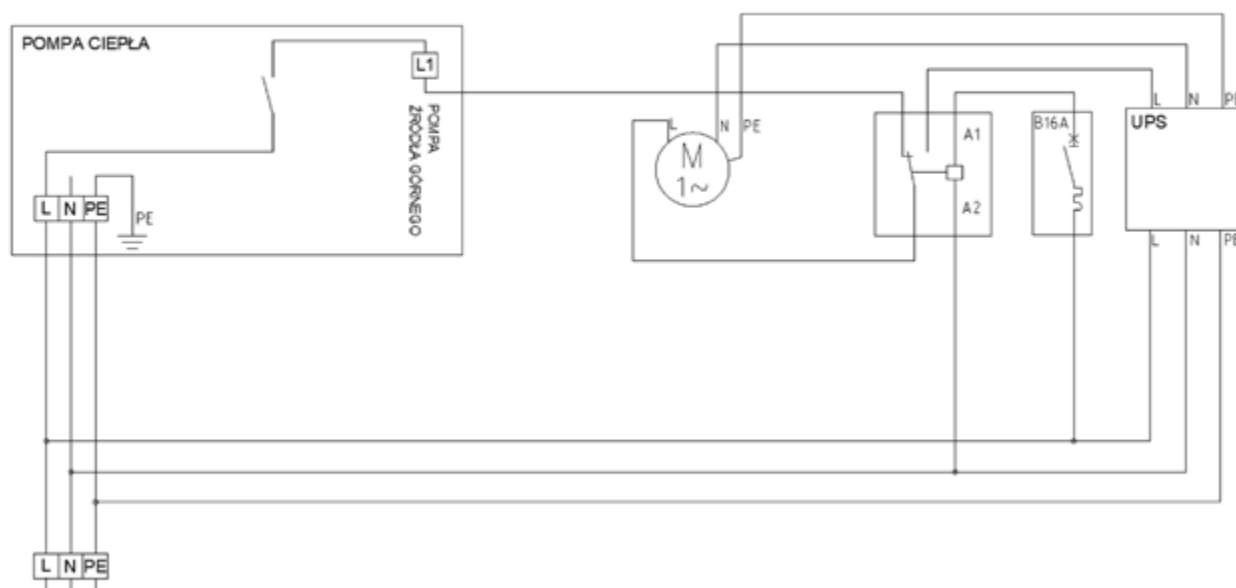 POMPA CIEPŁA
L1
POMPA
ŹRÓDŁA GÓRNEGO
L N PE
PE
L N PE
M
1~
A1
A2
B16A
L N PE
UPS
L N PE
L N PE